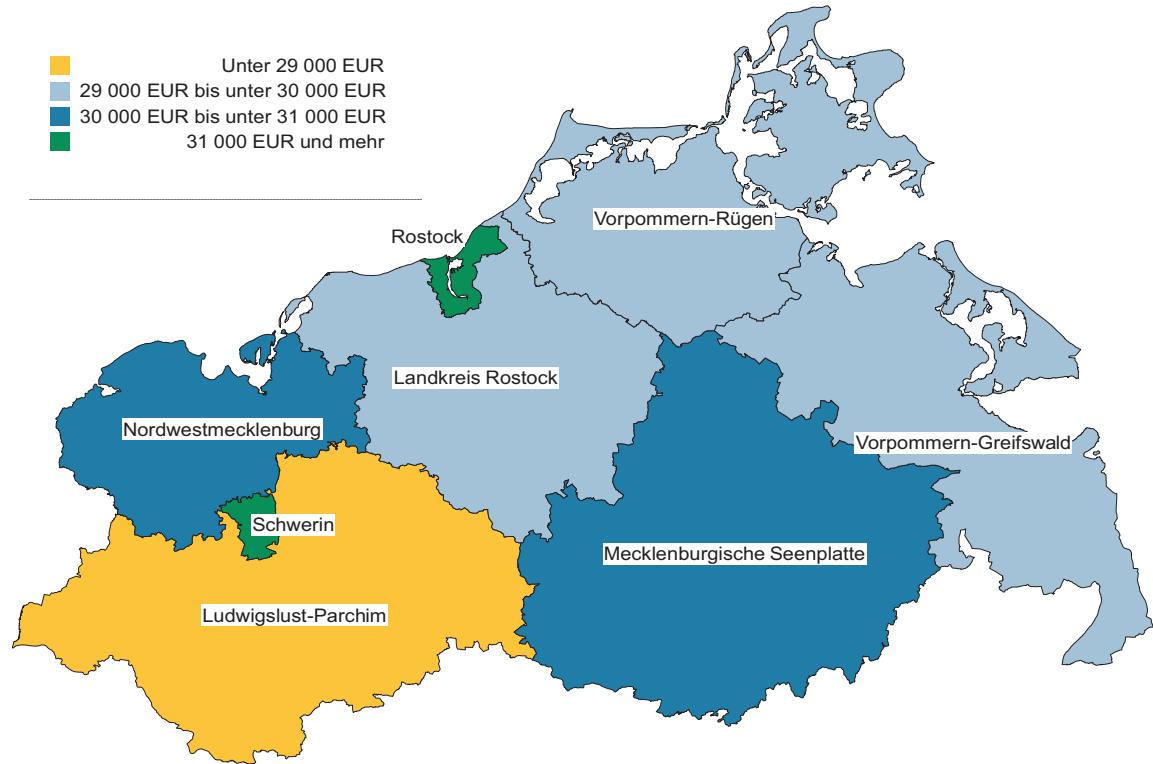 Unter 29 000 EUR
29 000 EUR bis unter 30 000 EUR
30 000 EUR bis unter 31 000 EUR
31 000 EUR und mehr
Vorpommern-Rügen
Rostock
Landkreis Rostock
Nordwestmecklenburg
Vorpommern-Greifswald
Schwerin
Mecklenburgische Seenplatte
Ludwigslust-Parchim